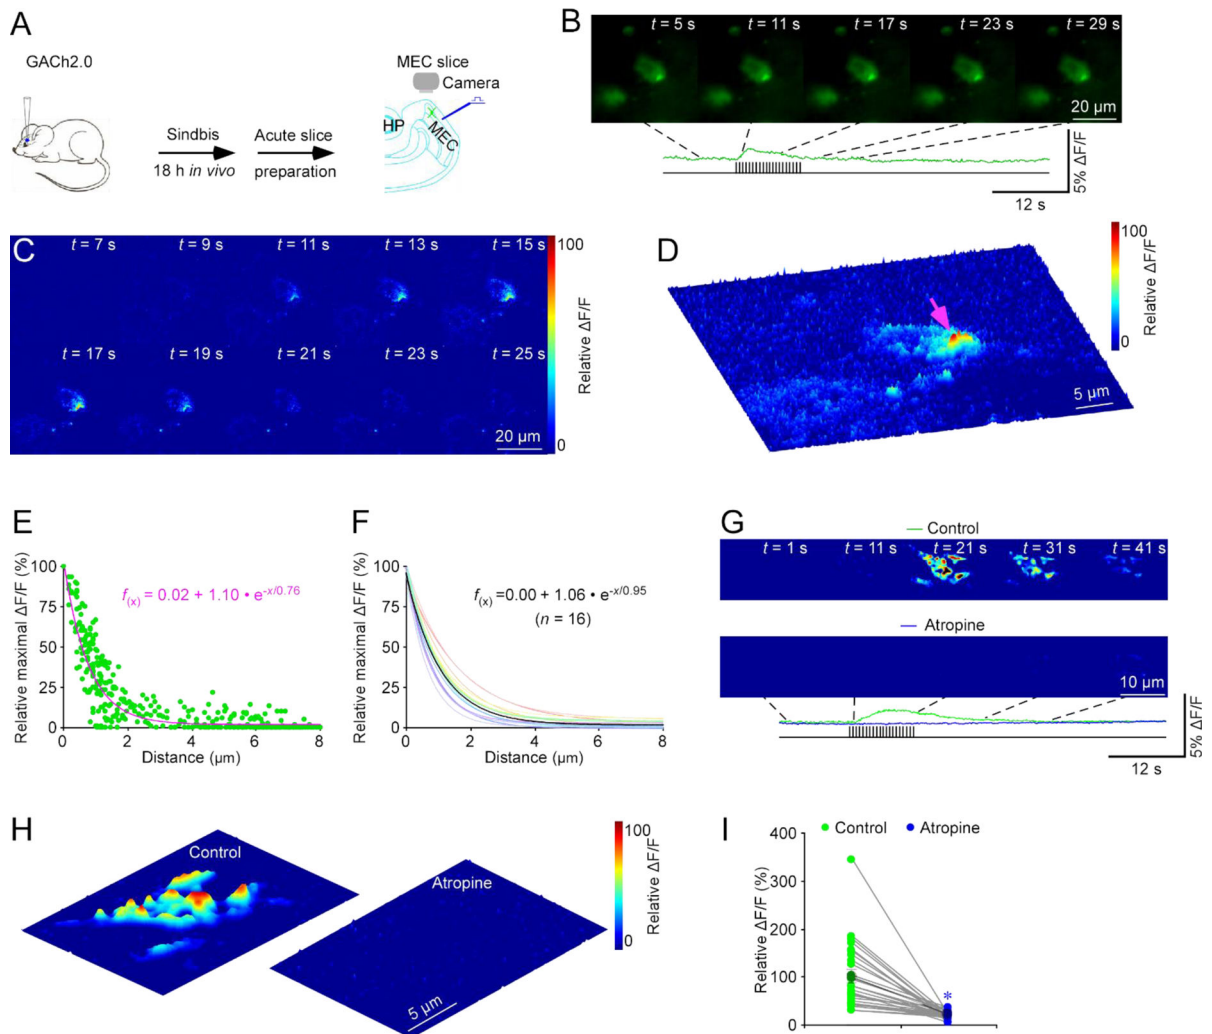 A
GACh2.0
Sindbis
18 h in vivo
Acute slice
preparation
MEC slice
Camera
HP
MEC
B
t = 5 s
t = 11 s
t = 17 s
t = 23 s
t = 29 s
20 µm
5% ΔF/F
12 s
C
t = 7 s
t = 9 s
t = 11 s
t = 13 s
t = 15 s
t = 17 s
t = 19 s
t = 21 s
t = 23 s
t = 25 s
20 µm
100
Relative ΔF/F
0
D
100
Relative ΔF/F
0
5 µm
E
Relative maximal ΔF/F (%)
100
75
50
25
0
f(x) = 0.02 + 1.10 • e-x/0.76
0 2 4 6 8
Distance (µm)
F
Relative maximal ΔF/F (%)
100
75
50
25
0
f(x) =0.00 + 1.06 • e-x/0.95
(n = 16)
0 2 4 6 8
Distance (µm)
G
Control
t = 1 s
t = 11 s
t = 21 s
t = 31 s
t = 41 s
Atropine
10 µm
5% ΔF/F
12 s
H
Control
Atropine
5 µm
100
Relative ΔF/F
0
I
Control
Atropine
Relative ΔF/F (%)
400
300
200
100
0
*